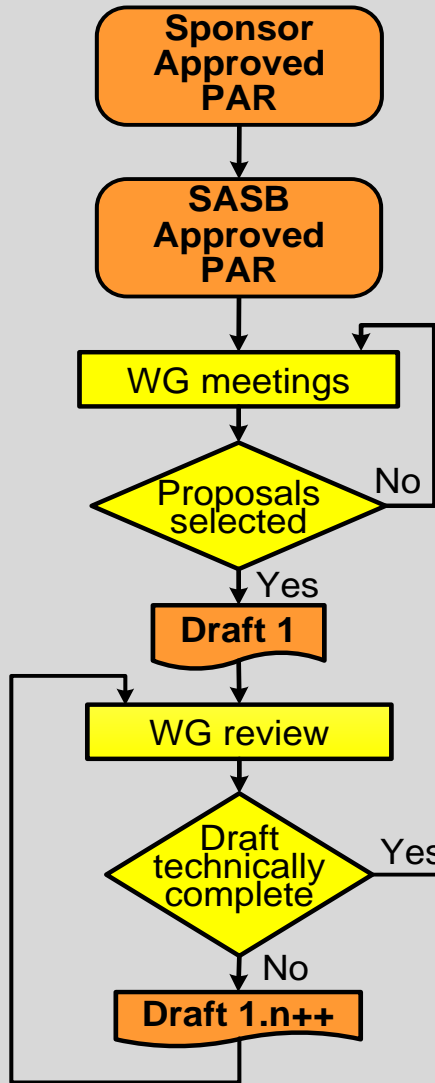 Sponsor
Approved
PAR
SASB
Approved
PAR
WG meetings
Proposals
selected
No
Yes
Draft 1
WG review
Draft
technically
complete
Yes
No
Draft 1.n++